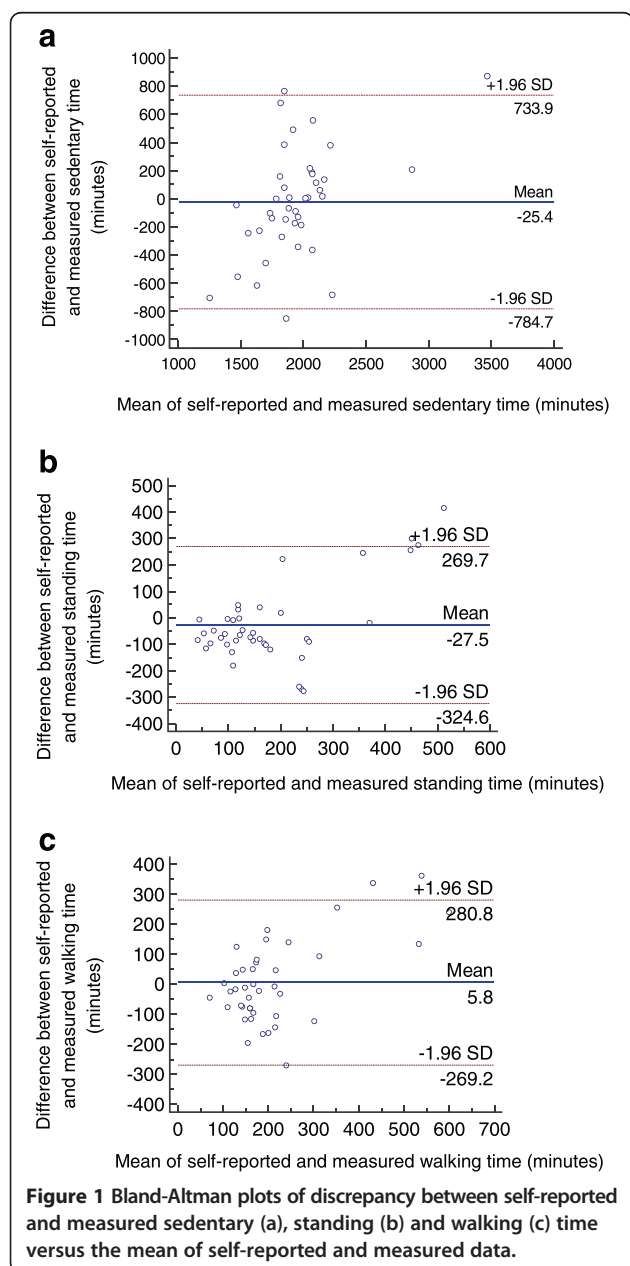 a
Difference between self-reported
and measured sedentary time
(minutes)
1000
800
600
400
200
0
-200
-400
-600
-800
-1000
+1.96 SD
733.9
Mean
-25.4
-1.96 SD
-784.7
1000 1500 2000 2500 3000 3500 4000
Mean of self-reported and measured sedentary time (minutes)
b
Difference between self-reported
and measured standing time
(minutes)
500
400
300
200
100
0
-100
-200
-300
-400
+1.96 SD
269.7
Mean
-27.5
-1.96 SD
-324.6
0 100 200 300 400 500 600
Mean of self-reported and measured standing time (minutes)
c
Difference between self-reported
and measured walking time
(minutes)
400
300
200
100
0
-100
-200
-300
-400
+1.96 SD
280.8
Mean
5.8
-1.96 SD
-269.2
0 100 200 300 400 500 600 700
Mean of self-reported and measured walking time (minutes)
Figure 1 Bland-Altman plots of discrepancy between self-reported
and measured sedentary (a), standing (b) and walking (c) time
versus the mean of self-reported and measured data.